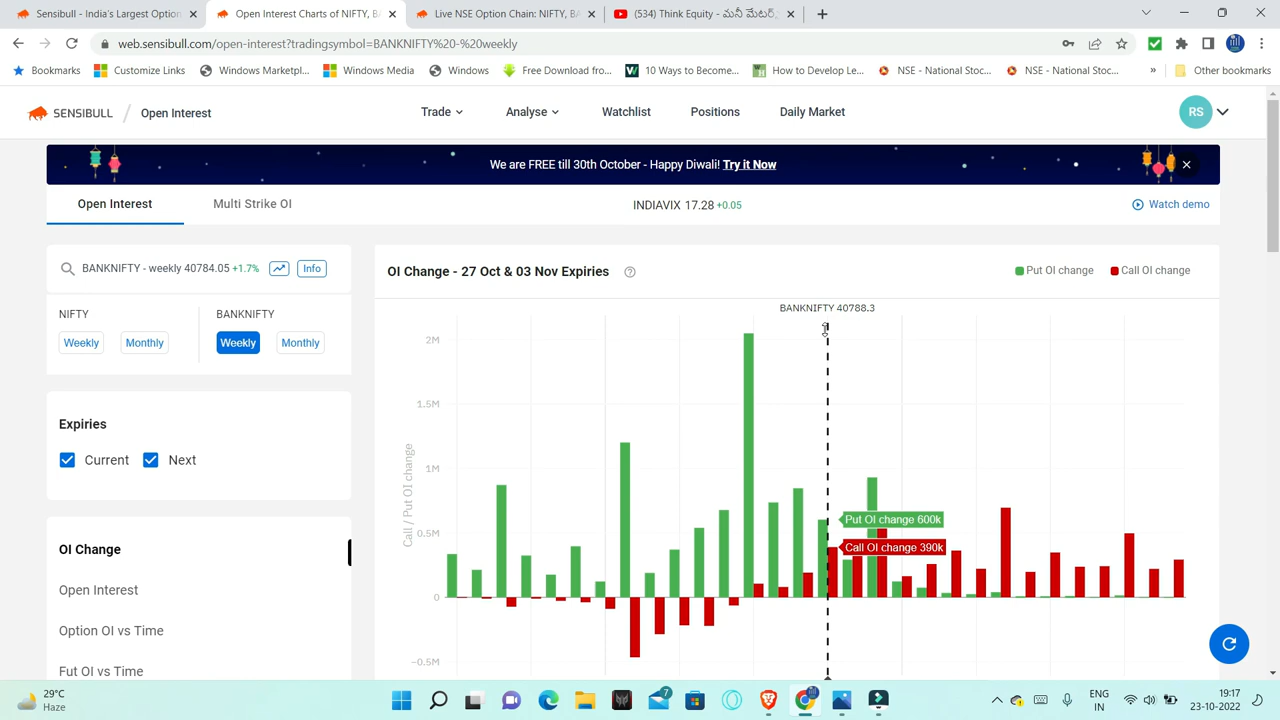 Sensibull - India's Largest Option
Open Interest Charts of NIFTY, BA
Live NSE Option Chain: NIFTY, BA
(534) Think Equity - మనీ మేటర్,
web.sensibull.com/open-interest?tradingsymbol=BANKNIFTY%20-%20weekly
Bookmarks
Customize Links
Windows Marketpl...
Windows Media
Windows
Free Download fro...
10 Ways to Become...
How to Develop Le...
NSE - National Stoc...
NSE - National Stoc...
»
Other bookmarks
SENSIBULL / Open Interest
Trade
Analyse
Watchlist
Positions
Daily Market
RS
We are FREE till 30th October - Happy Diwali! Try it Now
Open Interest
Multi Strike OI
INDIAVIX 17.28 +0.05
Watch demo
BANKNIFTY - weekly 40784.05 +1.7%
Info
NIFTY
BANKNIFTY
Weekly
Monthly
Weekly
Monthly
Expiries
Current
Next
OI Change
Open Interest
Option OI vs Time
Fut OI vs Time
OI Change - 27 Oct & 03 Nov Expiries
Put OI change
Call OI change
BANKNIFTY 40788.3
2M
1.5M
1M
0.5M
0
−0.5M
Call / Put OI change
Put OI change 600k
Call OI change 390k
29°C
Haze
7
ENG
IN
19:17
23-10-2022